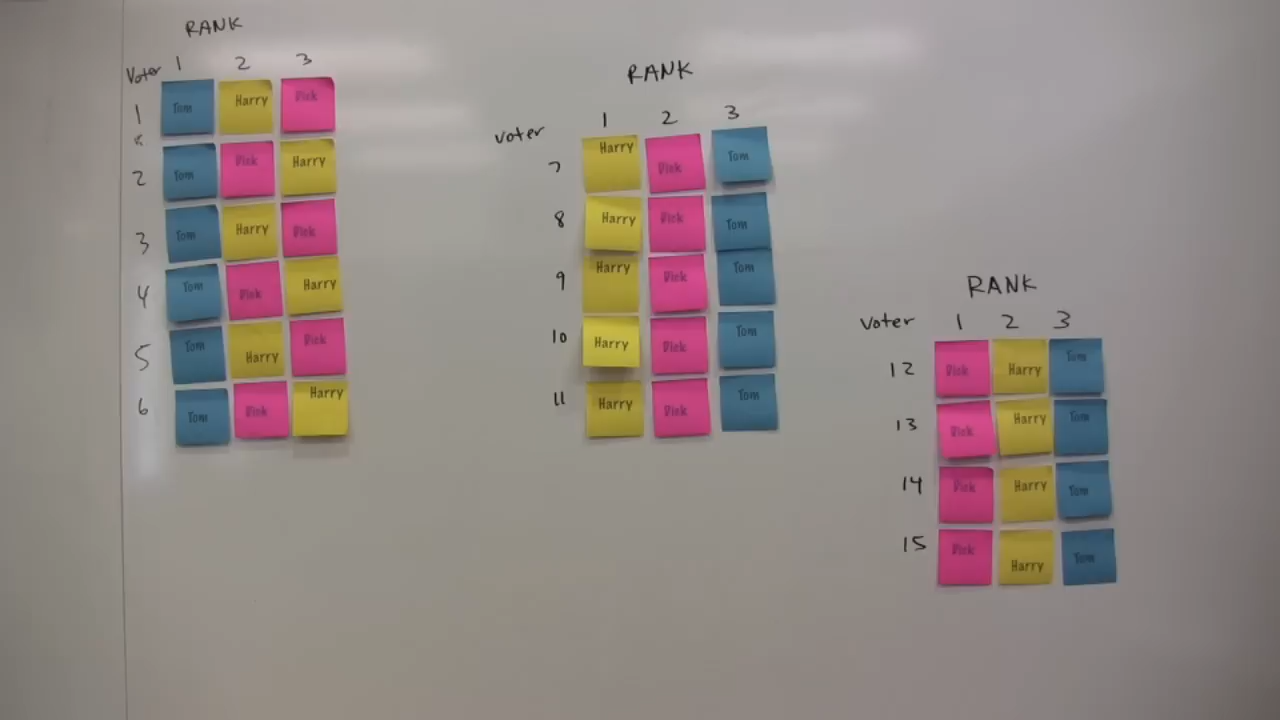 RANK
Voter 1 2 3
1 Tom Harry Dick
2 Tom Dick Harry
3 Tom Harry Dick
4 Tom Dick Harry
5 Tom Harry Dick
6 Tom Dick Harry
RANK
voter 1 2 3
7 Harry Dick Tom
8 Harry Dick Tom
9 Harry Dick Tom
10 Harry Dick Tom
11 Harry Dick Tom
RANK
Voter 1 2 3
12 Dick Harry Tom
13 Dick Harry Tom
14 Dick Harry Tom
15 Dick Harry Tom